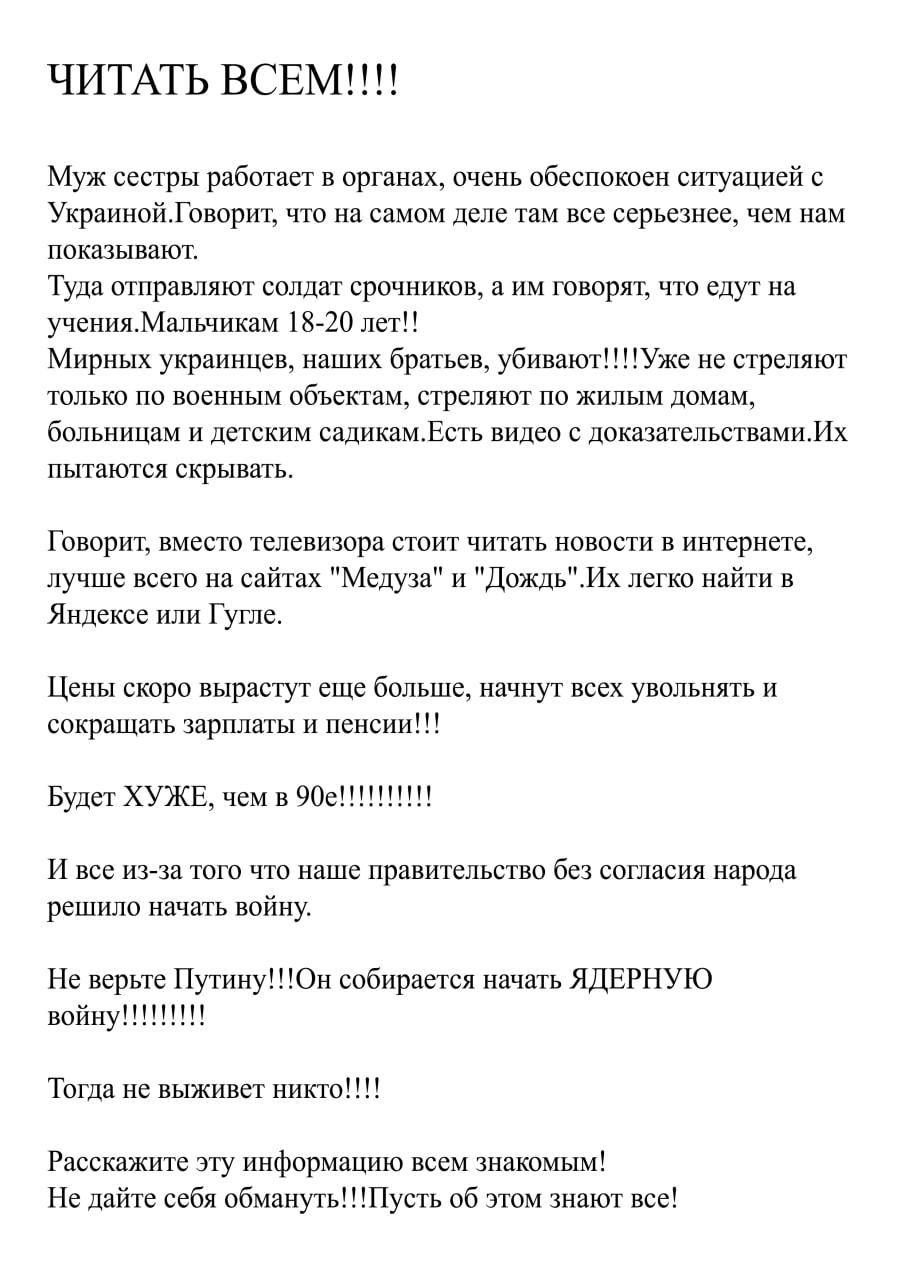 ЧИТАТЬ ВСЕМ!!!!
Муж сестры работает в органах, очень обеспокоен ситуацией с
Украиной.Говорит, что на самом деле там все серьезнее, чем нам
показывают.
Туда отправляют солдат срочников, а им говорят, что едут на
учения.Мальчикам 18-20 лет!!
Мирных украинцев, наших братьев, убивают!!!!Уже не стреляют
только по военным объектам, стреляют по жилым домам,
больницам и детским садикам.Есть видео с доказательствами.Их
пытаются скрывать.
Говорит, вместо телевизора стоит читать новости в интернете,
лучше всего на сайтах "Медуза" и "Дождь".Их легко найти в
Яндексе или Гугле.
Цены скоро вырастут еще больше, начнут всех увольнять и
сокращать зарплаты и пенсии!!!
Будет ХУЖЕ, чем в 90е!!!!!!!!!!
И все из-за того что наше правительство без согласия народа
решило начать войну.
Не верьте Путину!!!Он собирается начать ЯДЕРНУЮ
войну!!!!!!!!!
Тогда не выживет никто!!!!
Расскажите эту информацию всем знакомым!
Не дайте себя обмануть!!!Пусть об этом знают все!